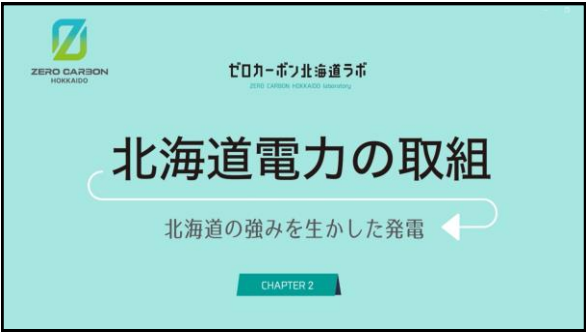 ZERO CARBON
HOKKAIDO
ゼロカーボン北海道ラボ
ZERO CARBON HOKKAIDO laboratory
北海道電力の取組
北海道の強みを生かした発電
CHAPTER 2